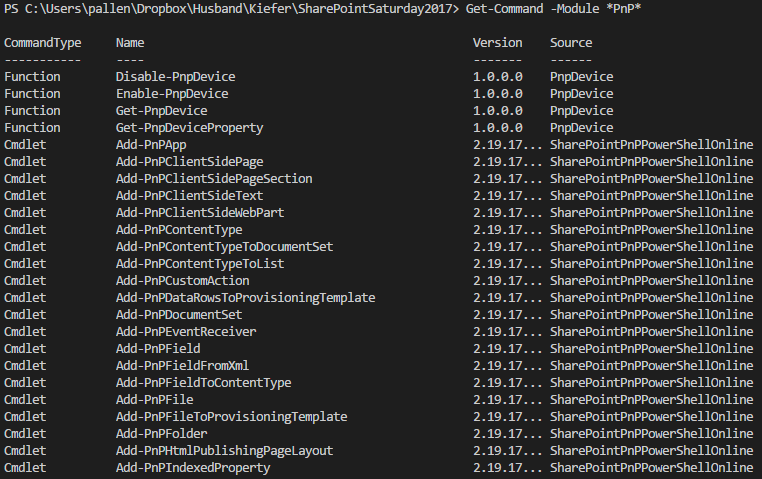 PS C:\Users\pallen\Dropbox\Husband\Kiefer\SharePointSaturday2017> Get-Command -Module *PnP*
CommandType Name Version Source
----------- ---- ------- ------
Function Disable-PnpDevice 1.0.0.0 PnpDevice
Function Enable-PnpDevice 1.0.0.0 PnpDevice
Function Get-PnpDevice 1.0.0.0 PnpDevice
Function Get-PnpDeviceProperty 1.0.0.0 PnpDevice
Cmdlet Add-PnPApp 2.19.17... SharePointPnPPowerShellOnline
Cmdlet Add-PnPClientSidePage 2.19.17... SharePointPnPPowerShellOnline
Cmdlet Add-PnPClientSidePageSection 2.19.17... SharePointPnPPowerShellOnline
Cmdlet Add-PnPClientSideText 2.19.17... SharePointPnPPowerShellOnline
Cmdlet Add-PnPClientSideWebPart 2.19.17... SharePointPnPPowerShellOnline
Cmdlet Add-PnPContentType 2.19.17... SharePointPnPPowerShellOnline
Cmdlet Add-PnPContentTypeToDocumentSet 2.19.17... SharePointPnPPowerShellOnline
Cmdlet Add-PnPContentTypeToList 2.19.17... SharePointPnPPowerShellOnline
Cmdlet Add-PnPCustomAction 2.19.17... SharePointPnPPowerShellOnline
Cmdlet Add-PnPDataRowsToProvisioningTemplate 2.19.17... SharePointPnPPowerShellOnline
Cmdlet Add-PnPDocumentSet 2.19.17... SharePointPnPPowerShellOnline
Cmdlet Add-PnPEventReceiver 2.19.17... SharePointPnPPowerShellOnline
Cmdlet Add-PnPField 2.19.17... SharePointPnPPowerShellOnline
Cmdlet Add-PnPFieldFromXml 2.19.17... SharePointPnPPowerShellOnline
Cmdlet Add-PnPFieldToContentType 2.19.17... SharePointPnPPowerShellOnline
Cmdlet Add-PnPFile 2.19.17... SharePointPnPPowerShellOnline
Cmdlet Add-PnPFileToProvisioningTemplate 2.19.17... SharePointPnPPowerShellOnline
Cmdlet Add-PnPFolder 2.19.17... SharePointPnPPowerShellOnline
Cmdlet Add-PnPHtmlPublishingPageLayout 2.19.17... SharePointPnPPowerShellOnline
Cmdlet Add-PnPIndexedProperty 2.19.17... SharePointPnPPowerShellOnline